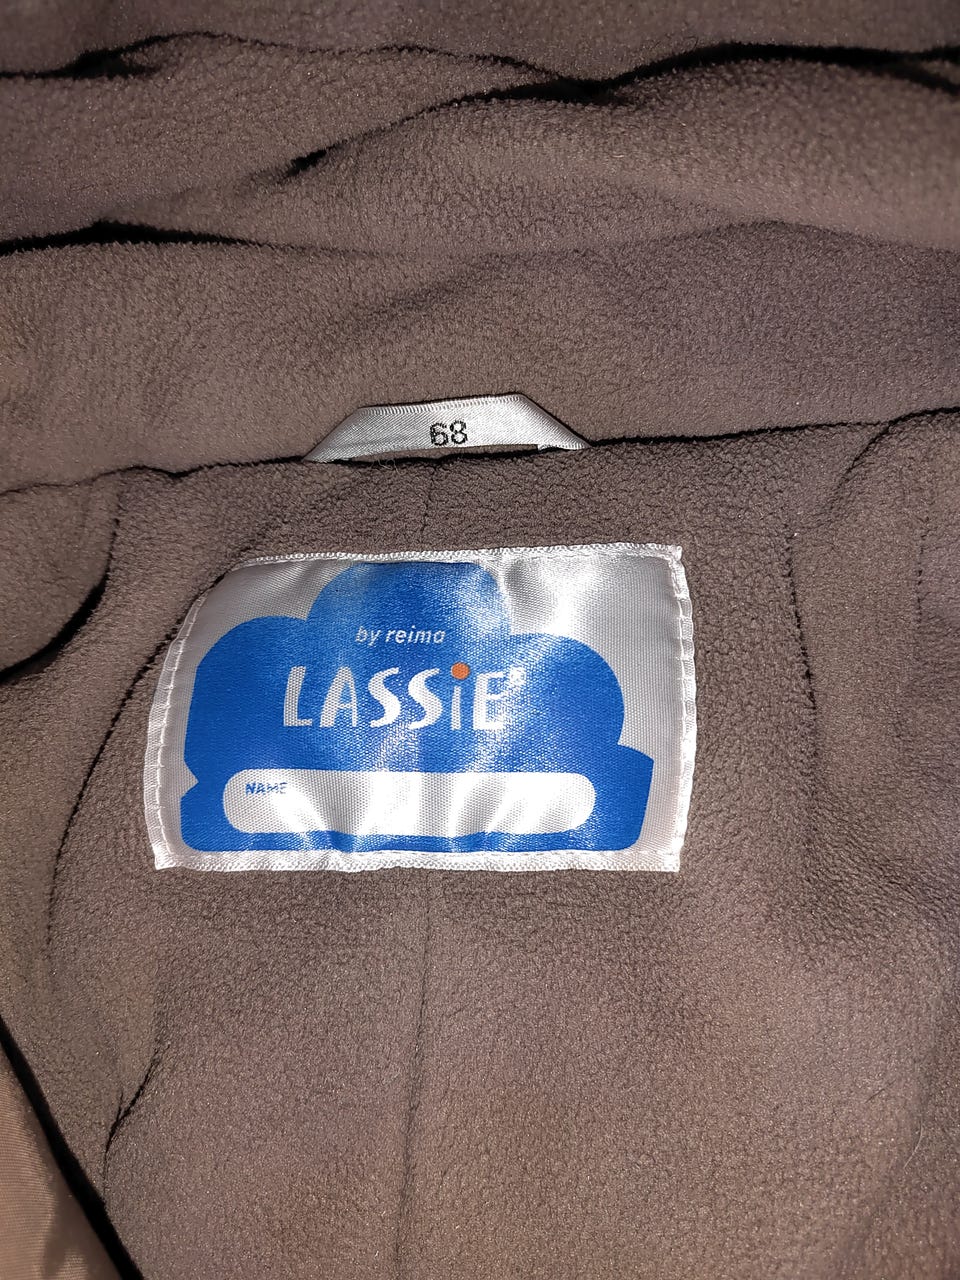 68
by reima
LASSiE®
NAME